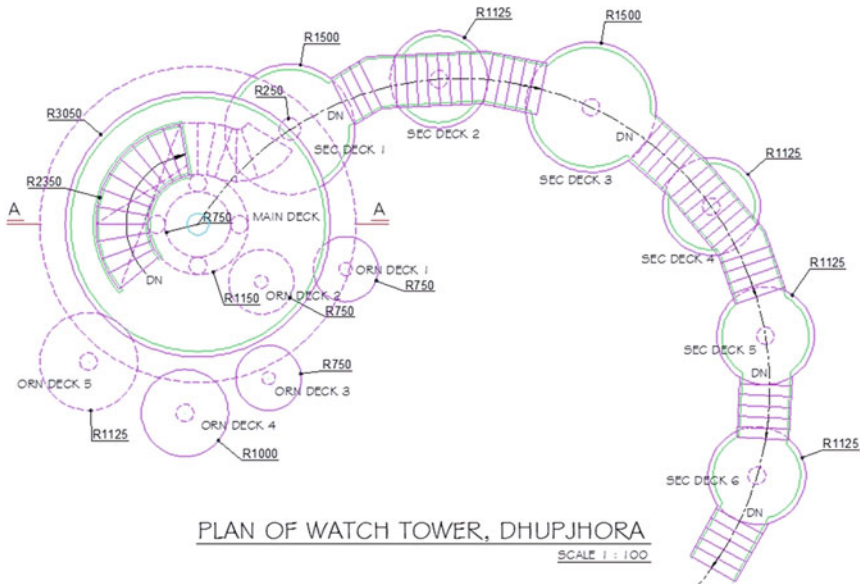 R1125
R1500
R1500
R250
R3050
DN
SEC DECK 2
DN
SEC DECK 1
R1125
SEC DECK 3
R2350
A
A
R750
MAIN DECK
SEC DECK 4
R1125
DN
ORN DECK 1
R1150
ORN DECK 2
R750
R750
SEC DECK 5
R750
DN
ORN DECK 5
ORN DECK 3
ORN DECK 4
R1125
R1000
R1125
SEC DECK 6
DN
PLAN OF WATCH TOWER, DHUPJHORA
SCALE 1 : 100